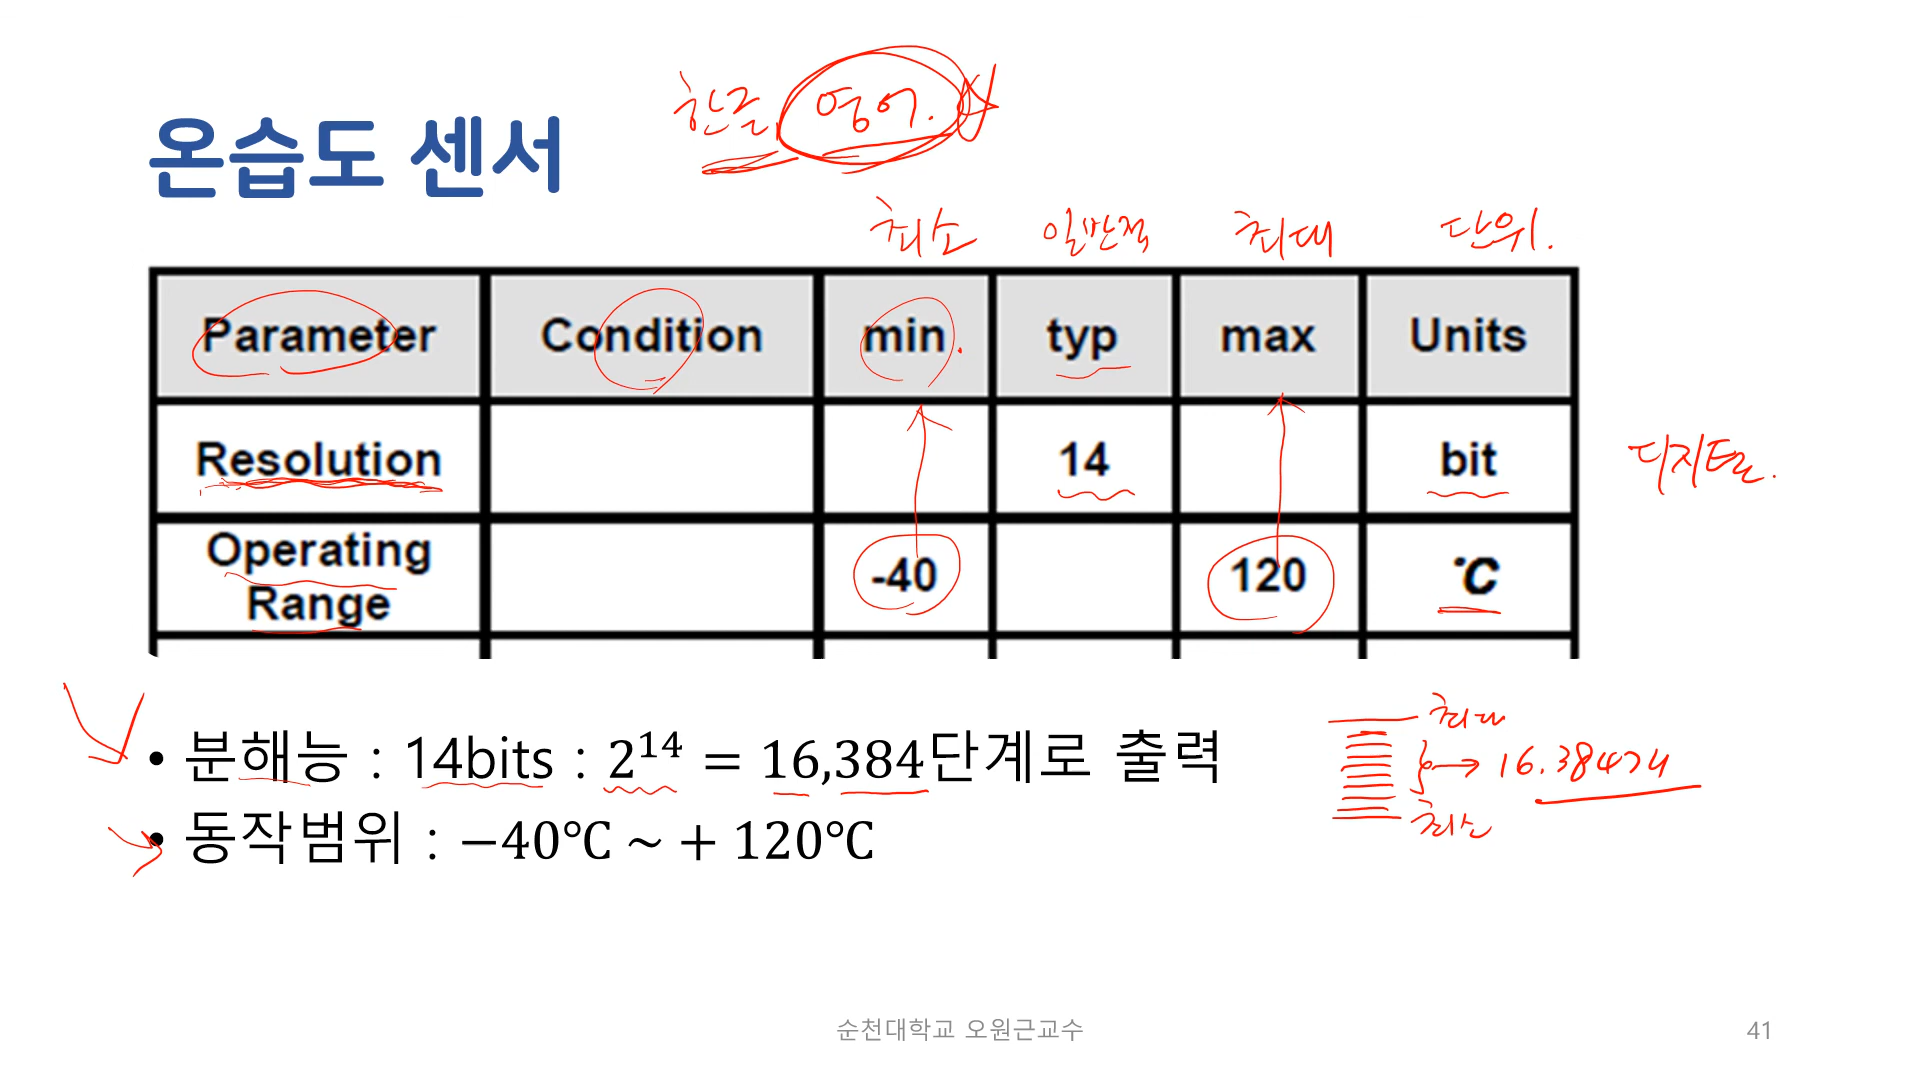 한글 영어.
온습도 센서
최소 일반적 최대 단위.
Parameter Condition min typ max Units
Resolution 14 bit 디지털.
Operating Range -40 120 ℃
최대
• 분해능 : 14bits : 2¹⁴ = 16,384단계로 출력
16.384개
최소
• 동작범위 : −40℃ ~ + 120℃
순천대학교 오원근교수
41